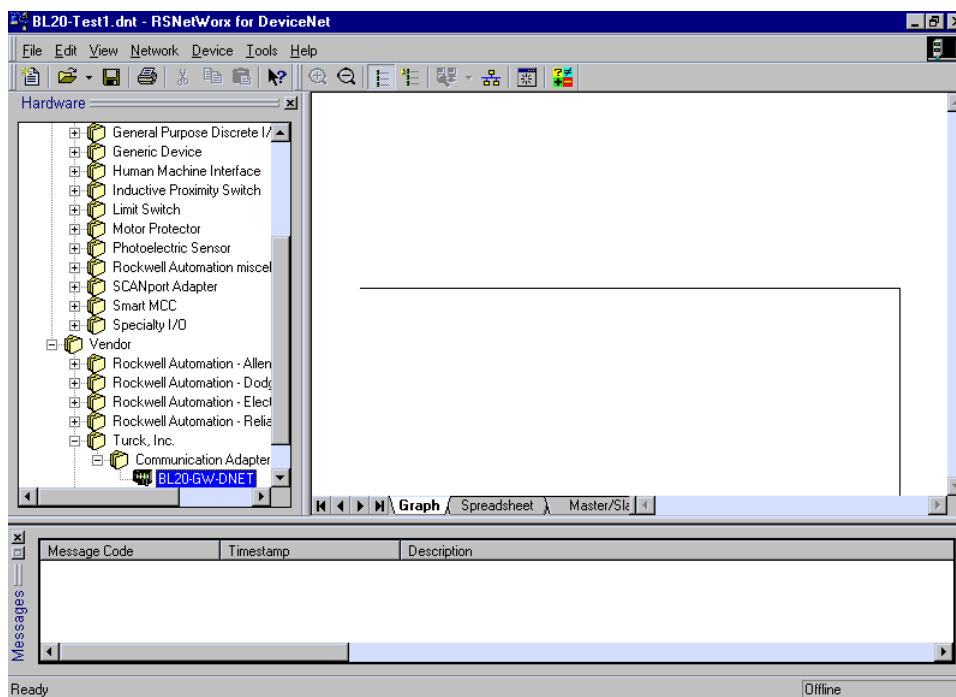 BL20-Test1.dnt - RSNetWorx for DeviceNet
File Edit View Network Device Tools Help
Hardware
General Purpose Discrete I/
Generic Device
Human Machine Interface
Inductive Proximity Switch
Limit Switch
Motor Protector
Photoelectric Sensor
Rockwell Automation miscel
SCANport Adapter
Smart MCC
Specialty I/O
Vendor
Rockwell Automation - Allen
Rockwell Automation - Dodg
Rockwell Automation - Elect
Rockwell Automation - Relia
Turck, Inc.
Communication Adapter
BL20-GW-DNET
Graph Spreadsheet Master/Sla
Messages
Message Code Timestamp Description
Ready Offline